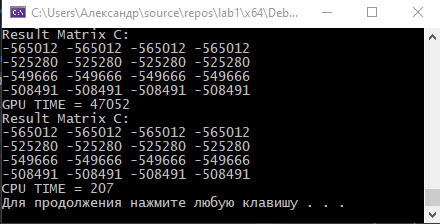 C:\Users\Александр\source\repos\lab1\x64\Deb...
Result Matrix C:
-565012 -565012 -565012 -565012
-525280 -525280 -525280 -525280
-549666 -549666 -549666 -549666
-508491 -508491 -508491 -508491
GPU TIME = 47052
Result Matrix C:
-565012 -565012 -565012 -565012
-525280 -525280 -525280 -525280
-549666 -549666 -549666 -549666
-508491 -508491 -508491 -508491
CPU TIME = 207
Для продолжения нажмите любую клавишу . . .